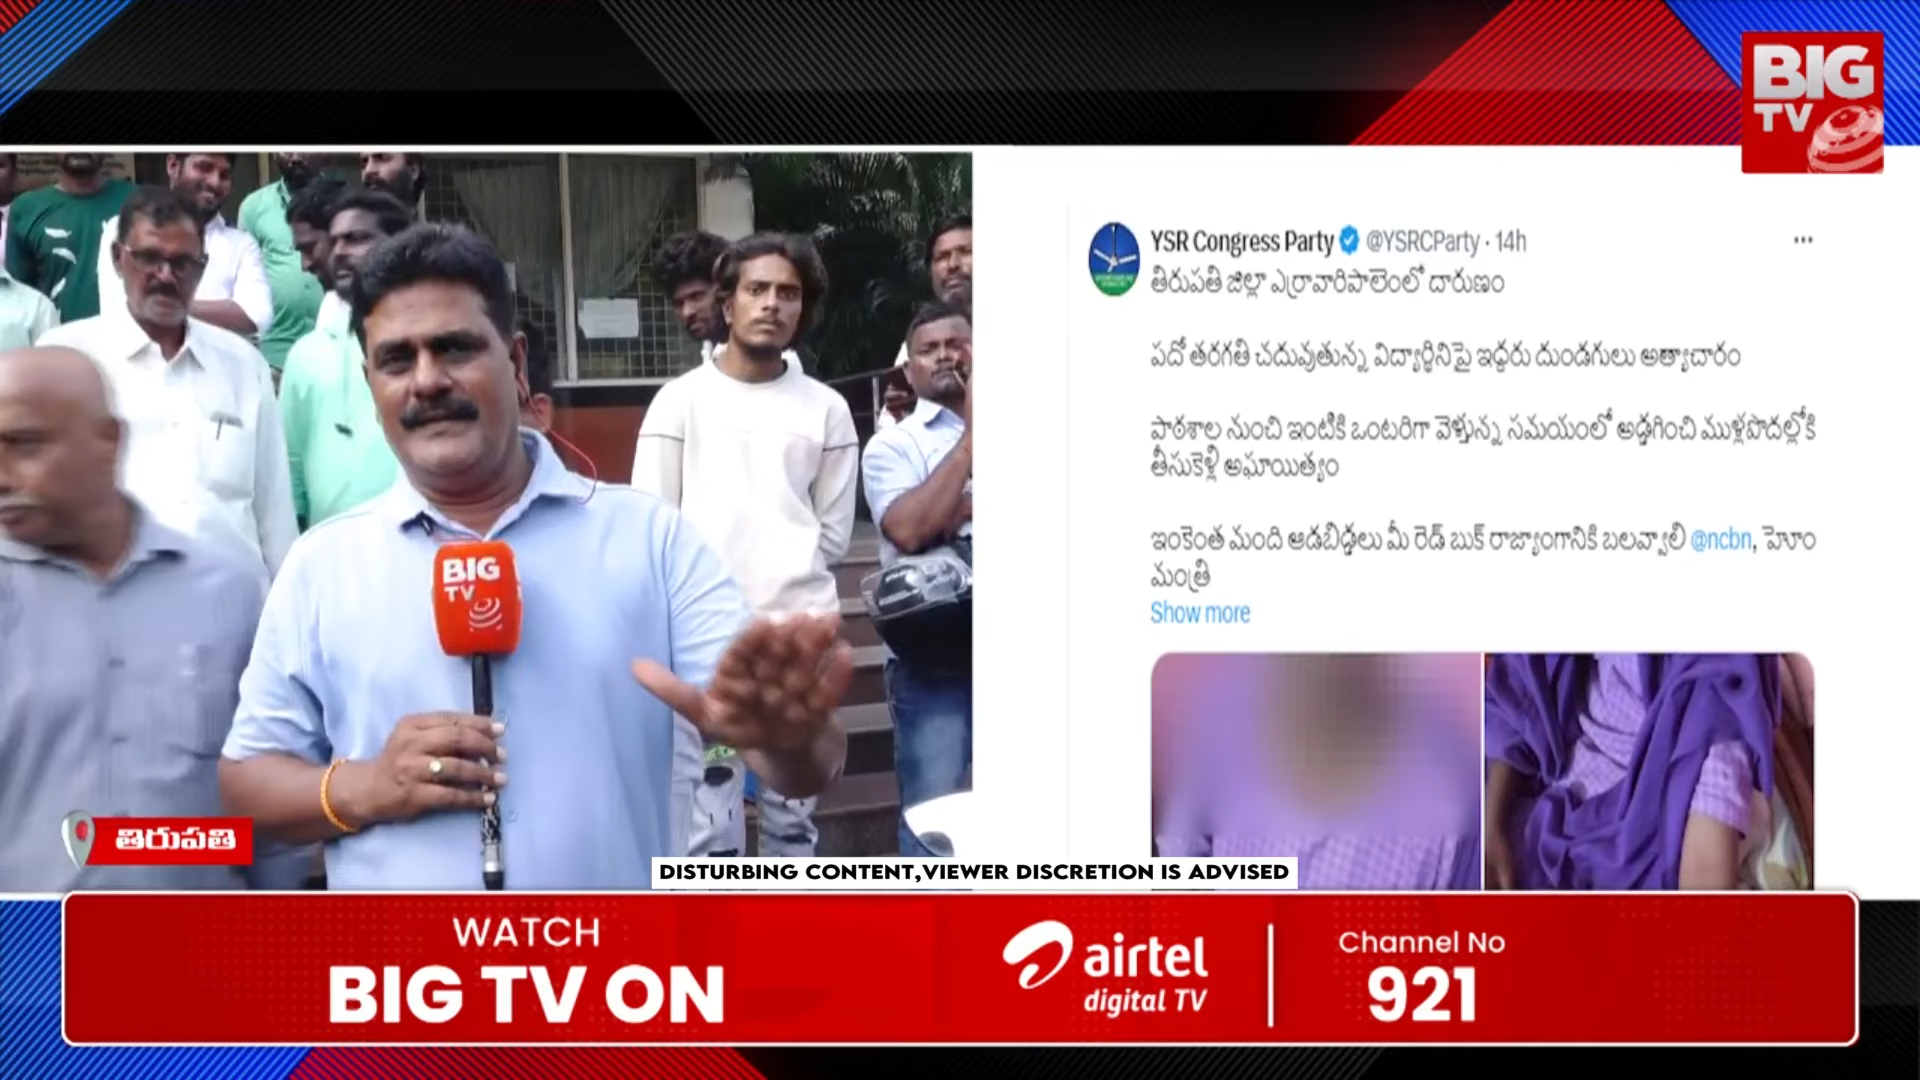 BIG
TV
YSR Congress Party @YSRCParty · 14h
తిరుపతి జిల్లా ఎర్రావారిపాలెంలో దారుణం
పదో తరగతి చదువుతున్న విద్యార్థినిపై ఇద్దరు దుండగులు అత్యాచారం
పాఠశాల నుంచి ఇంటికి ఒంటరిగా వెళ్తున్న సమయంలో అడ్డగించి ముళ్లపొదల్లోకి
తీసుకెళ్లి అఘాయిత్యం
ఇంకెంత మంది ఆడబిడ్డలు మీ రెడ్ బుక్ రాజ్యాంగానికి బలవ్వాలి @ncbn, హెూం
మంత్రి
Show more
BIG
TV
తిరుపతి
DISTURBING CONTENT,VIEWER DISCRETION IS ADVISED
WATCH
BIG TV ON
airtel
digital TV
Channel No
921